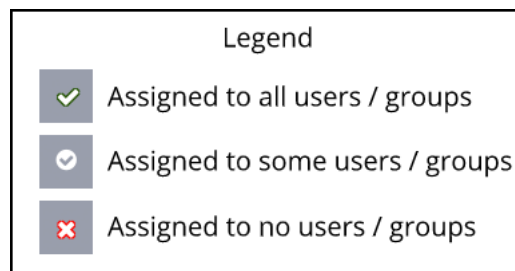 Legend
Assigned to all users / groups
Assigned to some users / groups
Assigned to no users / groups